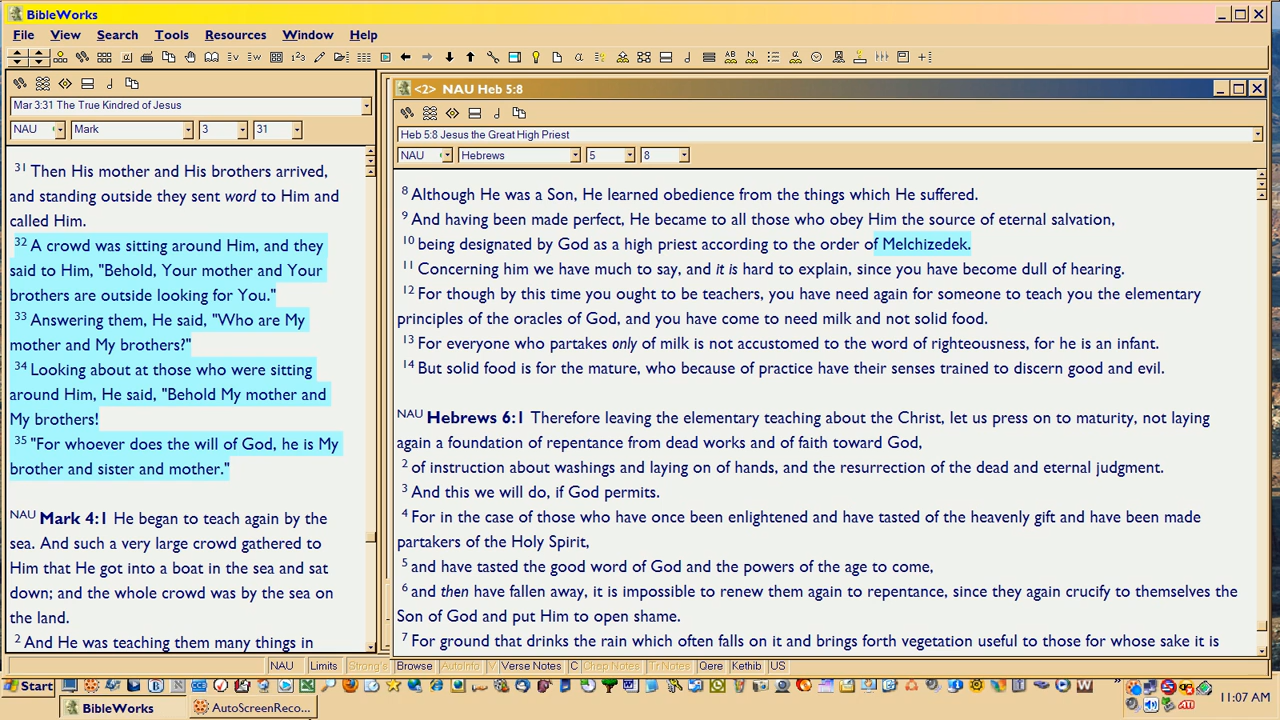 BibleWorks
File View Search Tools Resources Window Help
Mar 3:31 The True Kindred of Jesus
NAU Mark 3 31
31 Then His mother and His brothers arrived,
and standing outside they sent word to Him and
called Him.
32 A crowd was sitting around Him, and they
said to Him, "Behold, Your mother and Your
brothers are outside looking for You."
33 Answering them, He said, "Who are My
mother and My brothers?"
34 Looking about at those who were sitting
around Him, He said, "Behold My mother and
My brothers!
35 "For whoever does the will of God, he is My
brother and sister and mother."
NAU Mark 4:1 He began to teach again by the
sea. And such a very large crowd gathered to
Him that He got into a boat in the sea and sat
down; and the whole crowd was by the sea on
the land.
2 And He was teaching them many things in
<2> NAU Heb 5:8
Heb 5:8 Jesus the Great High Priest
NAU Hebrews 5 8
8 Although He was a Son, He learned obedience from the things which He suffered.
9 And having been made perfect, He became to all those who obey Him the source of eternal salvation,
10 being designated by God as a high priest according to the order of Melchizedek.
11 Concerning him we have much to say, and it is hard to explain, since you have become dull of hearing.
12 For though by this time you ought to be teachers, you have need again for someone to teach you the elementary
principles of the oracles of God, and you have come to need milk and not solid food.
13 For everyone who partakes only of milk is not accustomed to the word of righteousness, for he is an infant.
14 But solid food is for the mature, who because of practice have their senses trained to discern good and evil.
NAU Hebrews 6:1 Therefore leaving the elementary teaching about the Christ, let us press on to maturity, not laying
again a foundation of repentance from dead works and of faith toward God,
2 of instruction about washings and laying on of hands, and the resurrection of the dead and eternal judgment.
3 And this we will do, if God permits.
4 For in the case of those who have once been enlightened and have tasted of the heavenly gift and have been made
partakers of the Holy Spirit,
5 and have tasted the good word of God and the powers of the age to come,
6 and then have fallen away, it is impossible to renew them again to repentance, since they again crucify to themselves the
Son of God and put Him to open shame.
7 For ground that drinks the rain which often falls on it and brings forth vegetation useful to those for whose sake it is
NAU Limits Strong's Browse AutoInfo V Verse Notes C Chap Notes Tr Notes Qere Kethib US
Start
BibleWorks AutoScreenReco... 11:07 AM